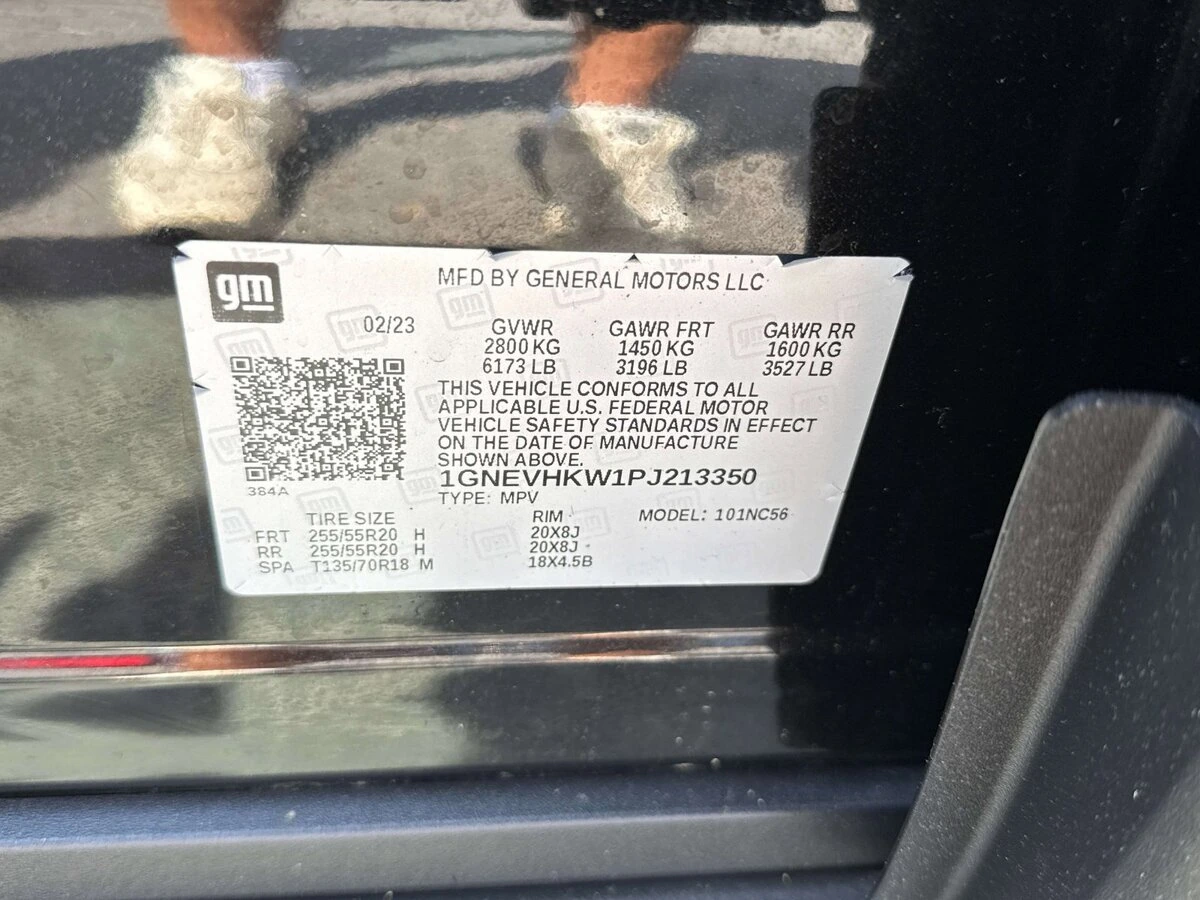 gm
MFD BY GENERAL MOTORS LLC
02/23 GVWR GAWR FRT GAWR RR
2800 KG 1450 KG 1600 KG
6173 LB 3196 LB 3527 LB
THIS VEHICLE CONFORMS TO ALL
APPLICABLE U.S. FEDERAL MOTOR
VEHICLE SAFETY STANDARDS IN EFFECT
ON THE DATE OF MANUFACTURE
SHOWN ABOVE.
1GNEVHKW1PJ213350
384A
TYPE: MPV
TIRE SIZE RIM MODEL: 101NC56
FRT 255/55R20 H 20X8J
RR 255/55R20 H 20X8J
SPA T135/70R18 M 18X4.5B